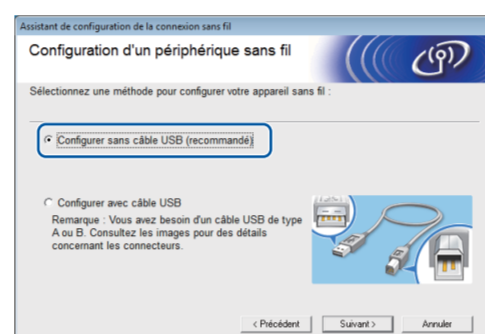 Assistant de configuration de la connexion sans fil
Configuration d'un périphérique sans fil
Sélectionnez une méthode pour configurer votre appareil sans fil :
Configurer sans câble USB (recommandé)
Configurer avec câble USB
Remarque : Vous avez besoin d'un câble USB de type
A ou B. Consultez les images pour des détails
concernant les connecteurs.
< Précédent
Suivant >
Annuler